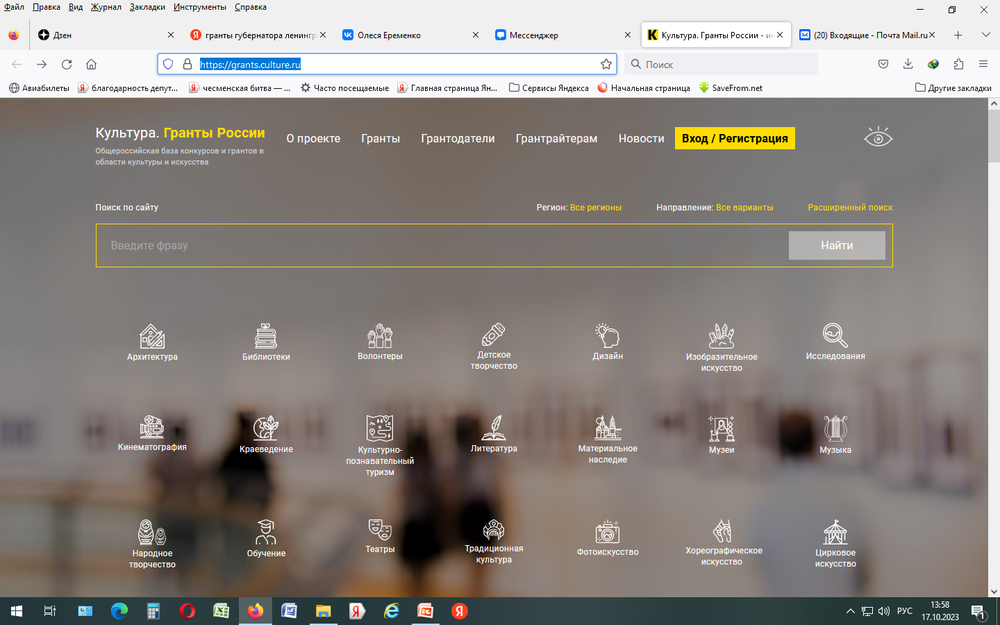 Файл Правка Вид Журнал Закладки Инструменты Справка
Дзен
гранты губернатора ленингр
Олеся Еременко
Мессенджер
Культура. Гранты России - ин
(20) Входящие - Почта Mail.ru
https://grants.culture.ru
Поиск
Авиабилеты
благодарность депут...
чесменская битва — ...
Часто посещаемые
Главная страница Ян...
Сервисы Яндекса
Начальная страница
SaveFrom.net
Другие закладки
Культура. Гранты России
Общероссийская база конкурсов и грантов в
области культуры и искусства
О проекте
Гранты
Грантодатели
Грантрайтерам
Новости
Вход / Регистрация
Поиск по сайту
Регион: Все регионы
Направление: Все варианты
Расширенный поиск
Введите фразу
Найти
Архитектура
Библиотеки
Волонтеры
Детское
творчество
Дизайн
Изобразительное
искусство
Исследования
Кинематография
Краеведение
Культурно-
познавательный
туризм
Литература
Материальное
наследие
Музеи
Музыка
Народное
творчество
Обучение
Театры
Традиционная
культура
Фотоискусство
Хореографическое
искусство
Цирковое
искусство
РУС
13:58
17.10.2023
1